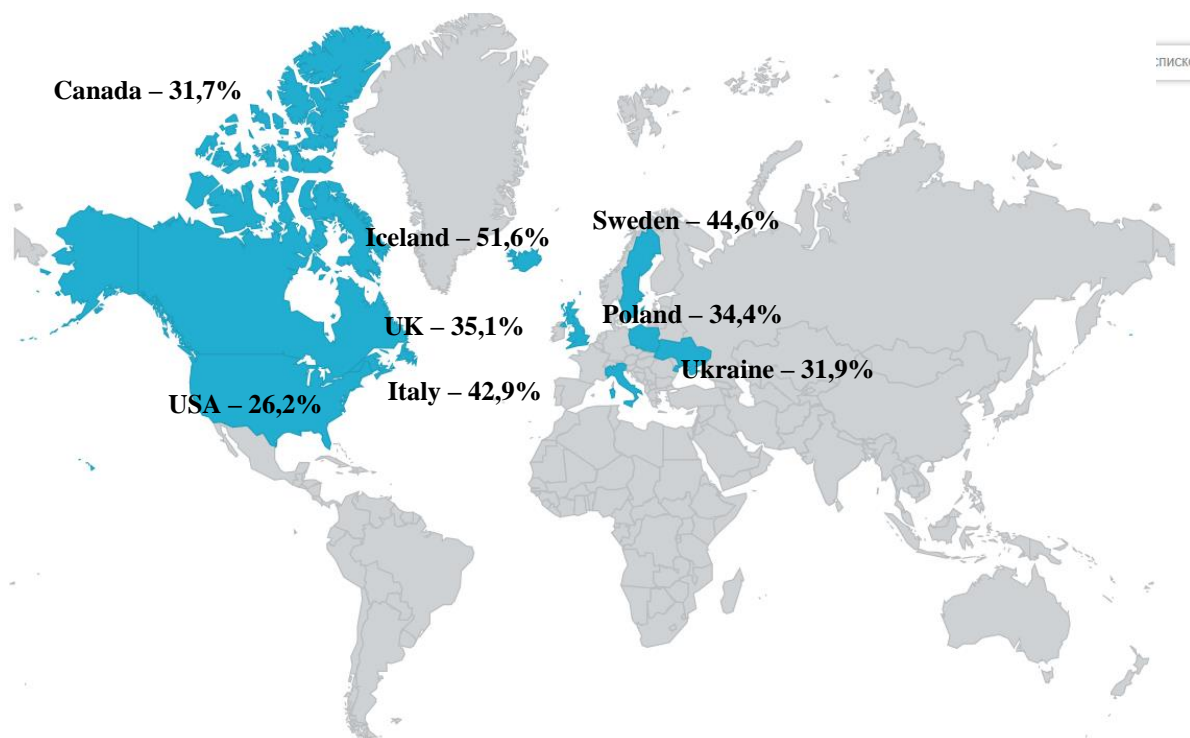 Canada – 31,7%
Sweden – 44,6%
Iceland – 51,6%
Poland – 34,4%
UK – 35,1%
Ukraine – 31,9%
Italy – 42,9%
USA – 26,2%